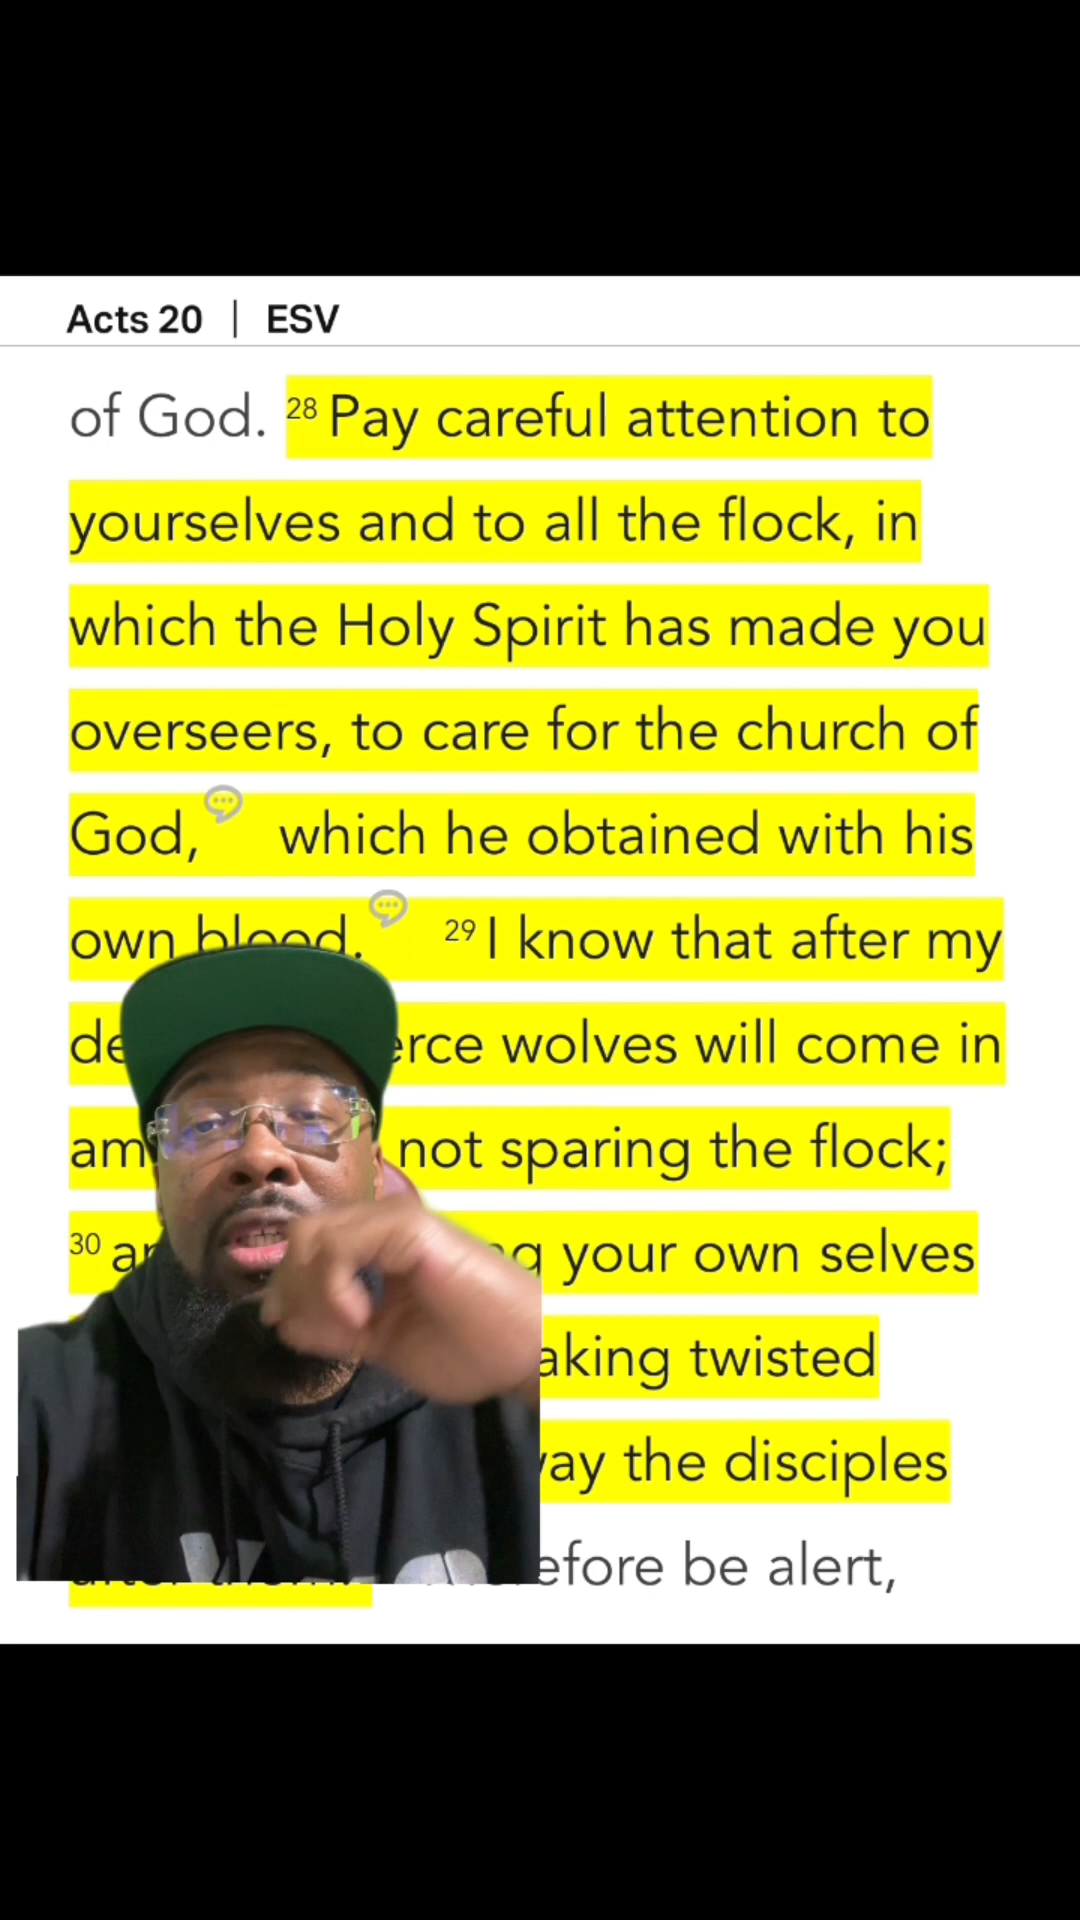 Acts 20 | ESV
of God. 28 Pay careful attention to
yourselves and to all the flock, in
which the Holy Spirit has made you
overseers, to care for the church of
God, which he obtained with his
own blood. 29 I know that after my
erce wolves will come in
not sparing the flock;
30 your own selves
aking twisted
the disciples
be alert,